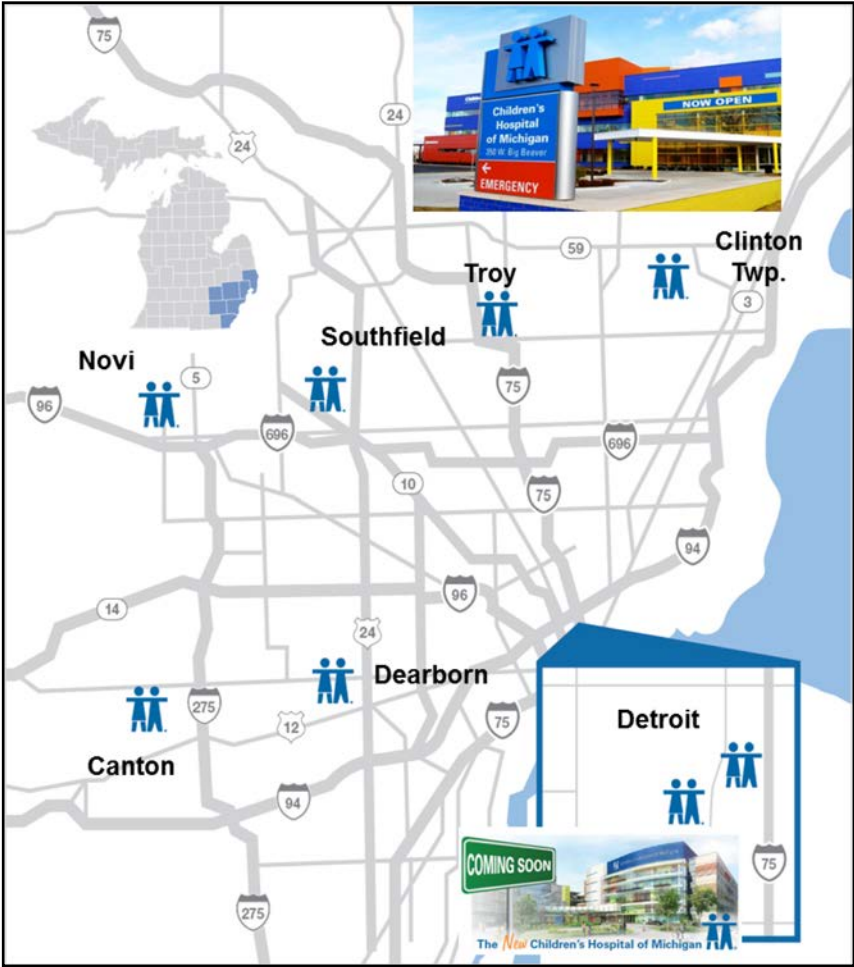 75
24
24
Children's
Hospital
of Michigan
350 W. Big Beaver
EMERGENCY
NOW OPEN
59
Clinton
Twp.
Troy
3
Southfield
Novi
5
96
75
696
696
10
75
94
96
14
24
Dearborn
275
12
75
Canton
94
275
Detroit
75
COMING SOON
The New Children's Hospital of Michigan